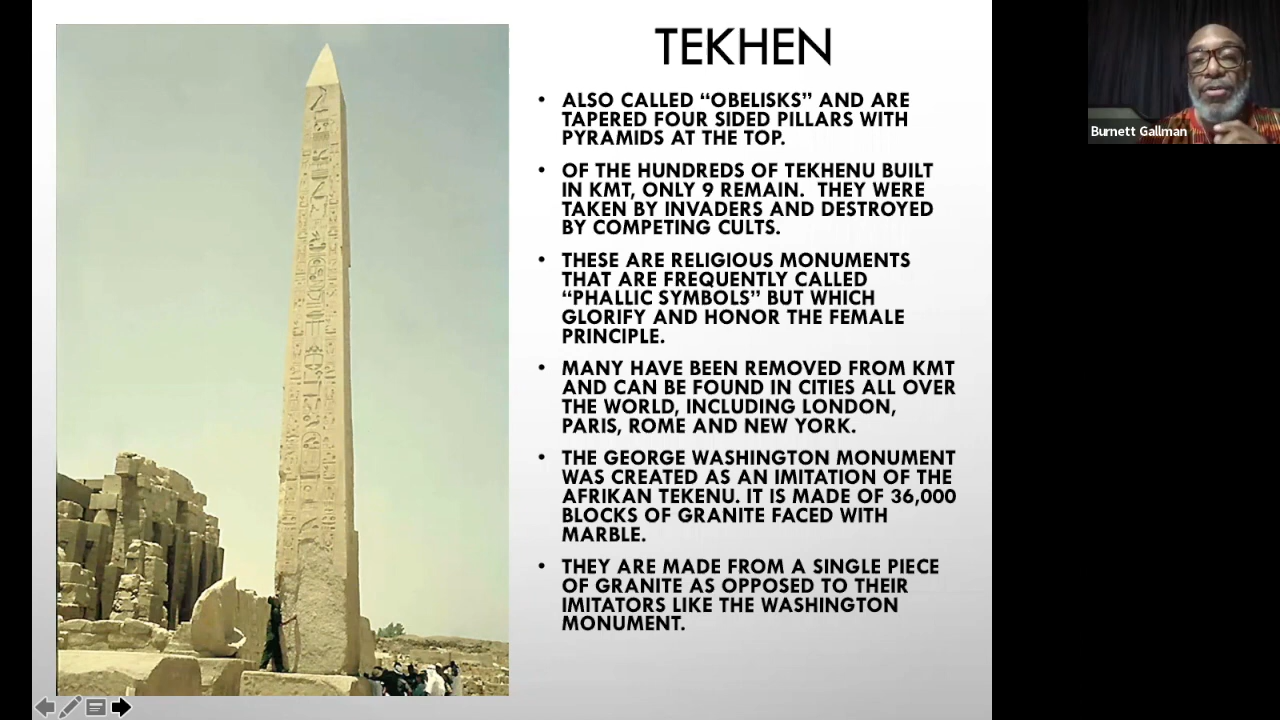 TEKHEN
• ALSO CALLED “OBELISKS” AND ARE
TAPERED FOUR SIDED PILLARS WITH
PYRAMIDS AT THE TOP.
• OF THE HUNDREDS OF TEKHENU BUILT
IN KMT, ONLY 9 REMAIN. THEY WERE
TAKEN BY INVADERS AND DESTROYED
BY COMPETING CULTS.
• THESE ARE RELIGIOUS MONUMENTS
THAT ARE FREQUENTLY CALLED
“PHALLIC SYMBOLS” BUT WHICH
GLORIFY AND HONOR THE FEMALE
PRINCIPLE.
• MANY HAVE BEEN REMOVED FROM KMT
AND CAN BE FOUND IN CITIES ALL OVER
THE WORLD, INCLUDING LONDON,
PARIS, ROME AND NEW YORK.
• THE GEORGE WASHINGTON MONUMENT
WAS CREATED AS AN IMITATION OF THE
AFRIKAN TEKENU. IT IS MADE OF 36,000
BLOCKS OF GRANITE FACED WITH
MARBLE.
• THEY ARE MADE FROM A SINGLE PIECE
OF GRANITE AS OPPOSED TO THEIR
IMITATORS LIKE THE WASHINGTON
MONUMENT.
Burnett Gallman